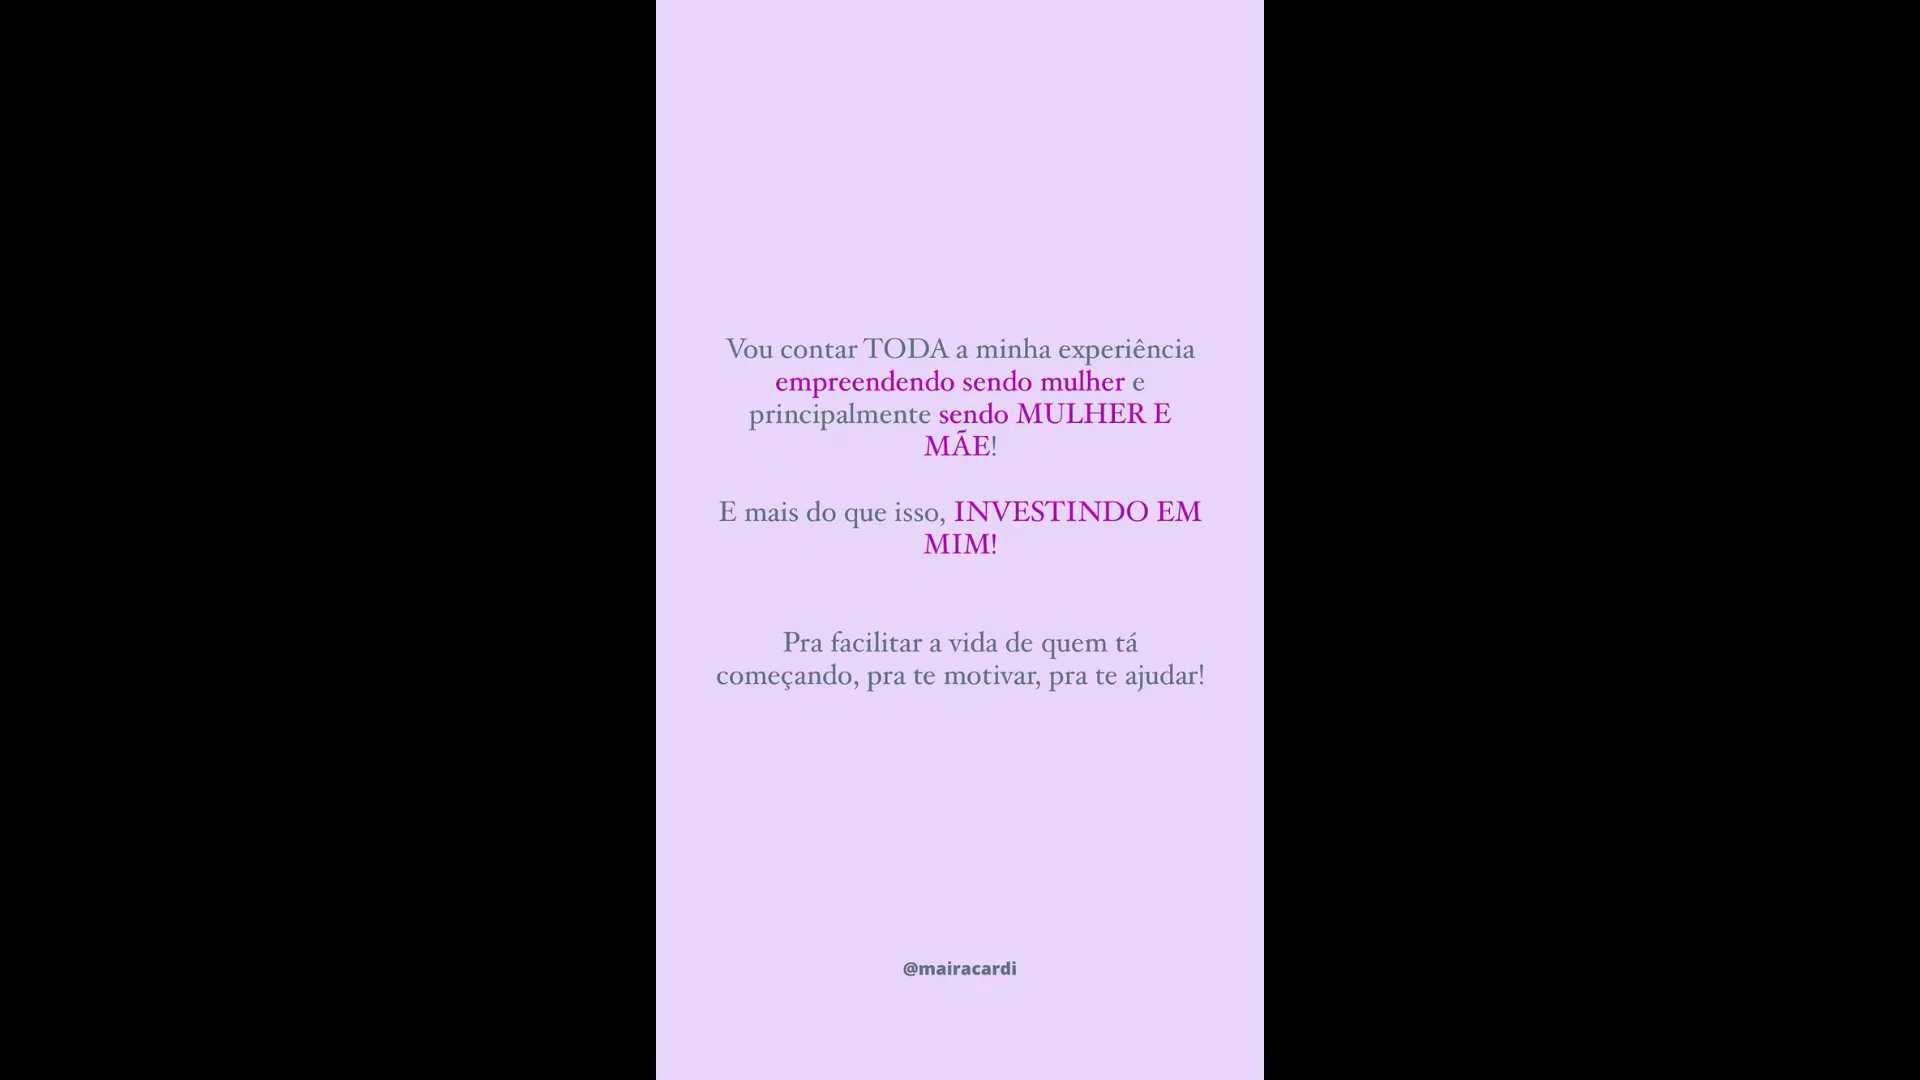 Vou contar TODA a minha experiência
empreendendo sendo mulher e
principalmente sendo MULHER E
MÃE!
E mais do que isso, INVESTINDO EM
MIM!
Pra facilitar a vida de quem tá
começando, pra te motivar, pra te ajudar!
@mairacardi